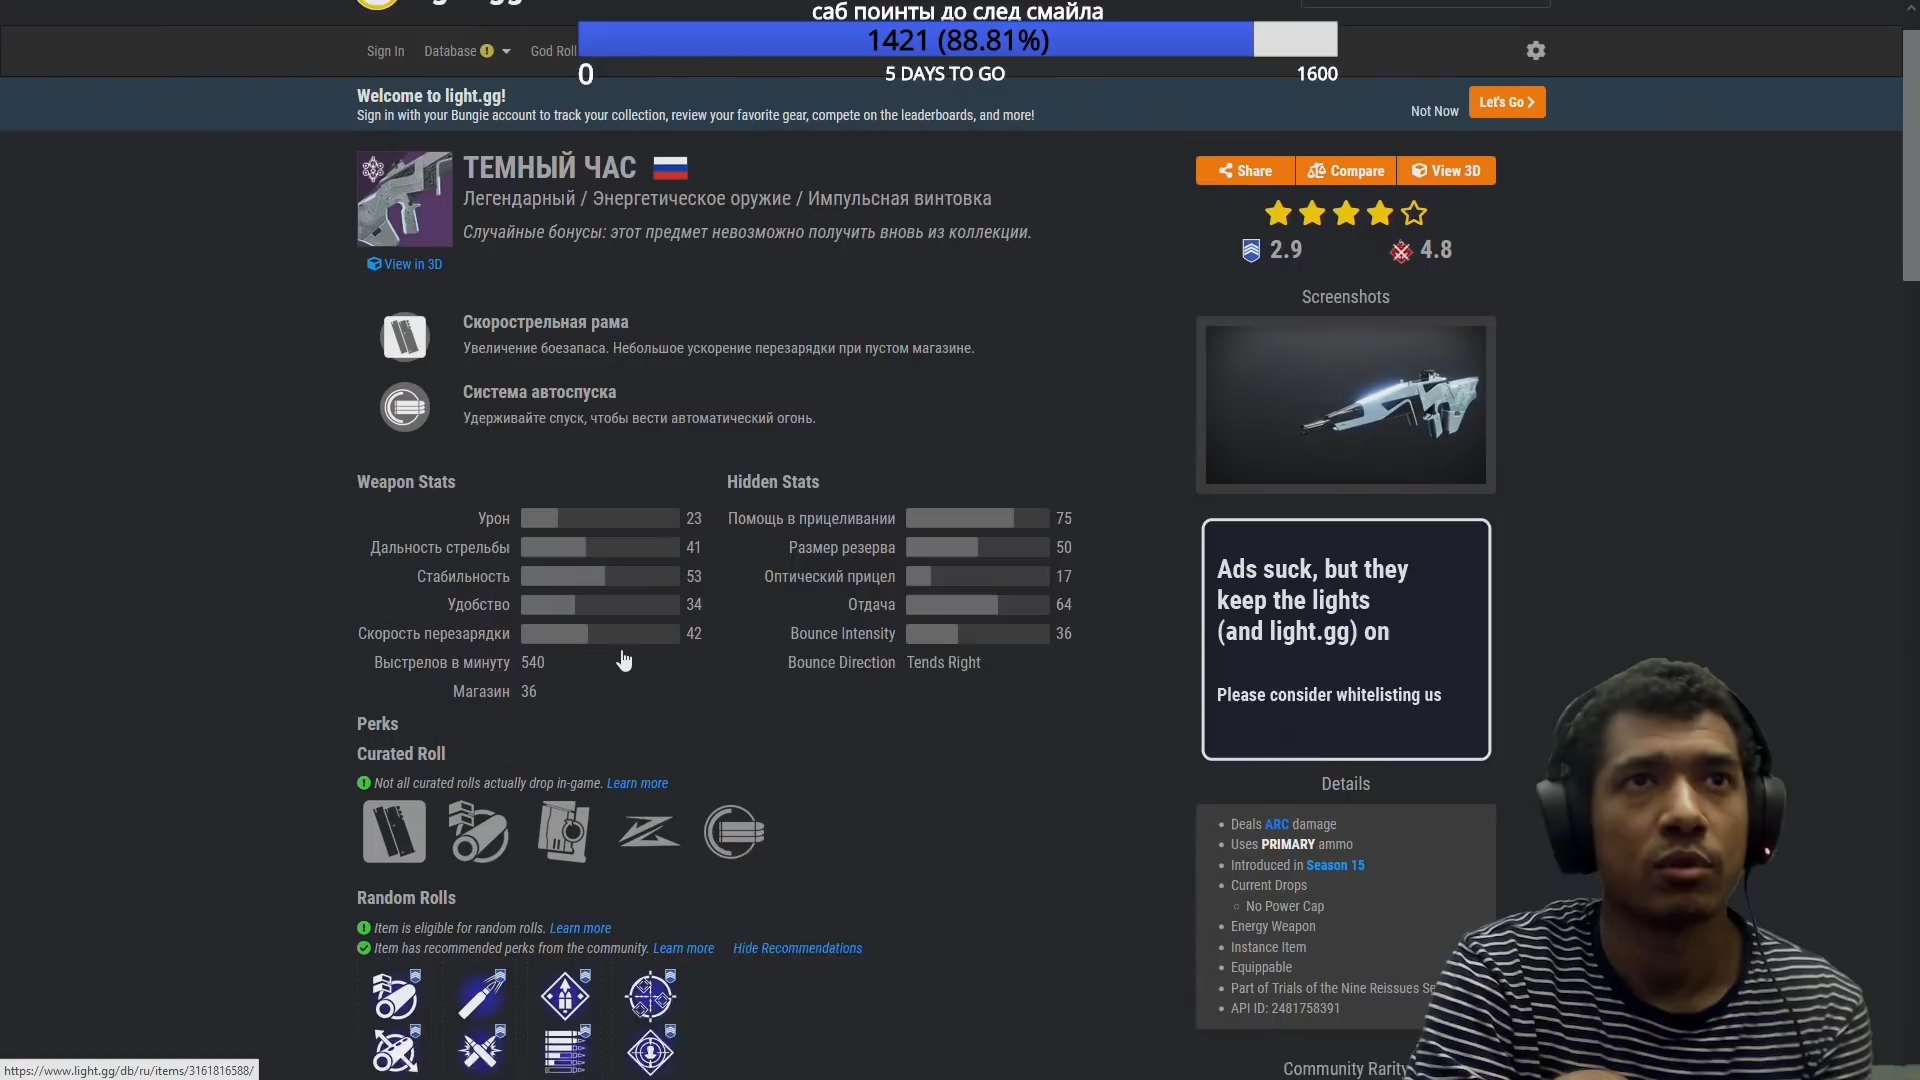 саб поинты до след смайла
1421 (88.81%)
0 5 DAYS TO GO 1600
Sign In Database God Roll
Welcome to light.gg!
Sign in with your Bungie account to track your collection, review your favorite gear, compete on the leaderboards, and more!
Not Now Let's Go
ТЕМНЫЙ ЧАС
Легендарный / Энергетическое оружие / Импульсная винтовка
Случайные бонусы: этот предмет невозможно получить вновь из коллекции.
View in 3D
Share Compare View 3D
2.9 4.8
Screenshots
Скорострельная рама
Увеличение боезапаса. Небольшое ускорение перезарядки при пустом магазине.
Система автоспуска
Удерживайте спуск, чтобы вести автоматический огонь.
Weapon Stats
Урон 23
Дальность стрельбы 41
Стабильность 53
Удобство 34
Скорость перезарядки 42
Выстрелов в минуту 540
Магазин 36
Hidden Stats
Помощь в прицеливании 75
Размер резерва 50
Оптический прицел 17
Отдача 64
Bounce Intensity 36
Bounce Direction Tends Right
Perks
Curated Roll
Not all curated rolls actually drop in-game. Learn more
Random Rolls
Item is eligible for random rolls. Learn more
Item has recommended perks from the community. Learn more Hide Recommendations
Ads suck, but they
keep the lights
(and light.gg) on
Please consider whitelisting us
Details
Deals ARC damage
Uses PRIMARY ammo
Introduced in Season 15
Current Drops
No Power Cap
Energy Weapon
Instance Item
Equippable
Part of Trials of the Nine Reissues Se
API ID: 2481758391
Community Rarity
https://www.light.gg/db/ru/items/3161816588/